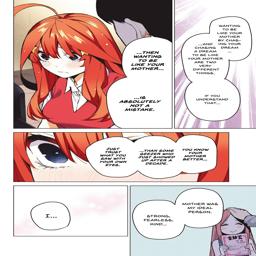 WANTING
TO BE
LIKE YOUR
MOTHER
BY CHAS-
...AND
CHASING
A DREAM
TO BE
LIKE YOUR
MOTHER ARE
TWO VERY
DIFFERENT
THINGS.
IF YOU
UNDERSTAND
THAT...
...THEN
WANTING
TO BE
LIKE YOUR
MOTHER...
IS
ABSOLUTELY
NOT A
MISTAKE.
YOU KNOW
YOUR
MOTHER
BETTER...
...THAN SOME
GEEZER WHO
JUST SHOWED
UP AFTER A
DECADE.
JUST
TRUST
WHAT YOU
SAW WITH
YOUR OWN
EYES.
I...
MOTHER WAS
MY IDEAL
PERSON.
STRONG,
FEARLESS,
KIND...